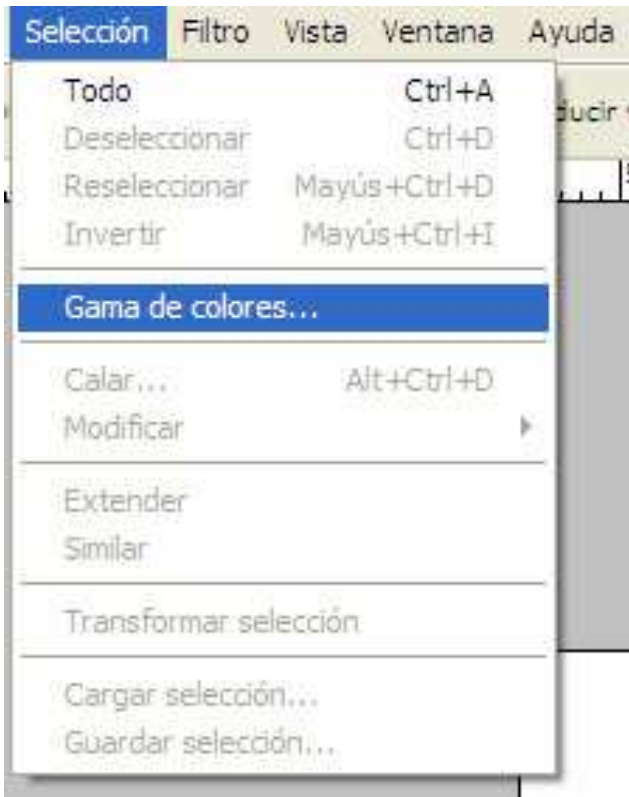 Selección Filtro Vista Ventana Ayuda
Todo Ctrl+A
Deseleccionar Ctrl+D
Reseleccionar Mayús+Ctrl+D
Invertir Mayús+Ctrl+I
Gama de colores...
Calar... Alt+Ctrl+D
Modificar
Extender
Similar
Transformar selección
Cargar selección...
Guardar selección...